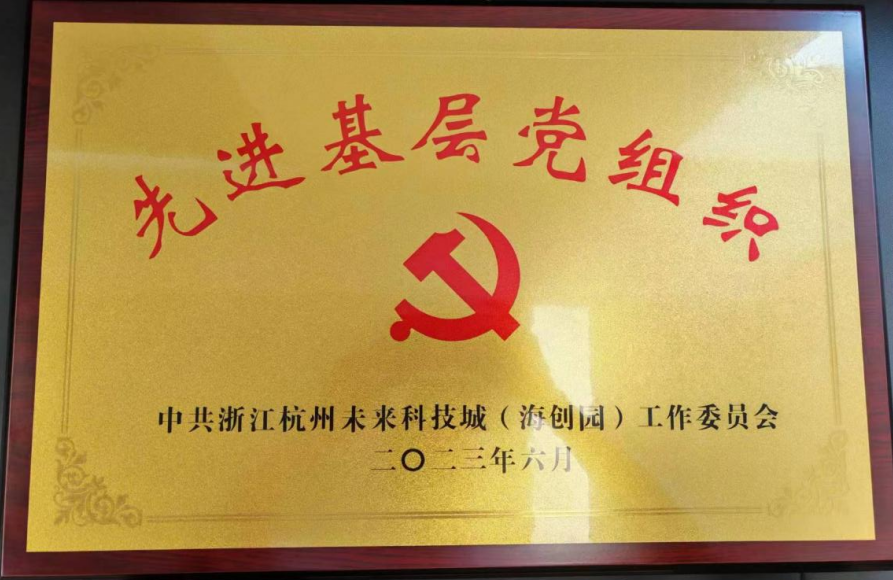 先进基层党组织
中共浙江杭州未来科技城（海创园）工作委员会
二〇二三年六月